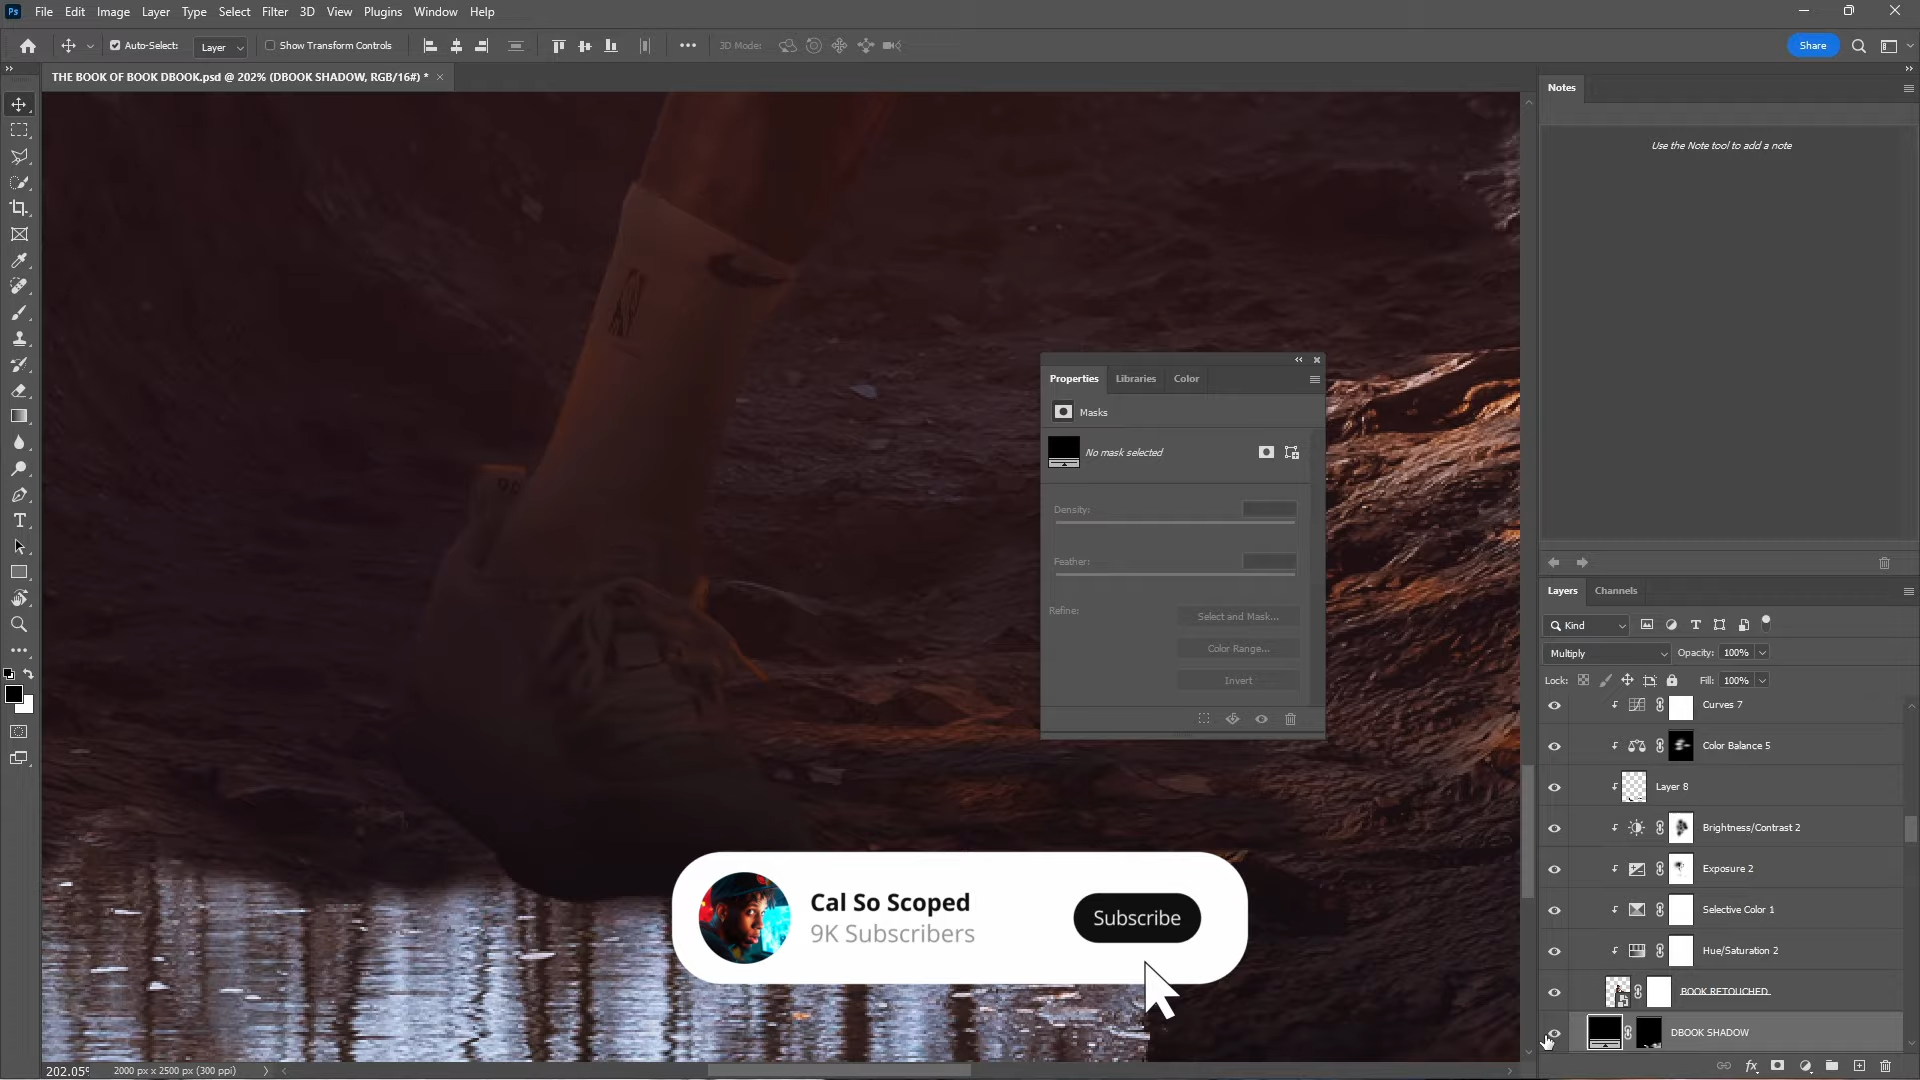 Ps File Edit Image Layer Type Select Filter 3D View Plugins Window Help
Auto-Select: Layer Show Transform Controls 3D Mode: Share
THE BOOK OF BOOK DBOOK.psd @ 202% (DBOOK SHADOW, RGB/16#) *
Notes
Use the Note tool to add a note
Properties Libraries Color
Masks
No mask selected
Density:
Feather:
Refine:
Select and Mask...
Color Range...
Invert
Layers Channels
Kind
Multiply Opacity: 100%
Lock: Fill: 100%
Curves 7
Color Balance 5
Layer 8
Brightness/Contrast 2
Exposure 2
Selective Color 1
Hue/Saturation 2
BOOK RETOUCHED
DBOOK SHADOW
Cal So Scoped
9K Subscribers
Subscribe
202.05% 2000 px x 2500 px (300 ppi)